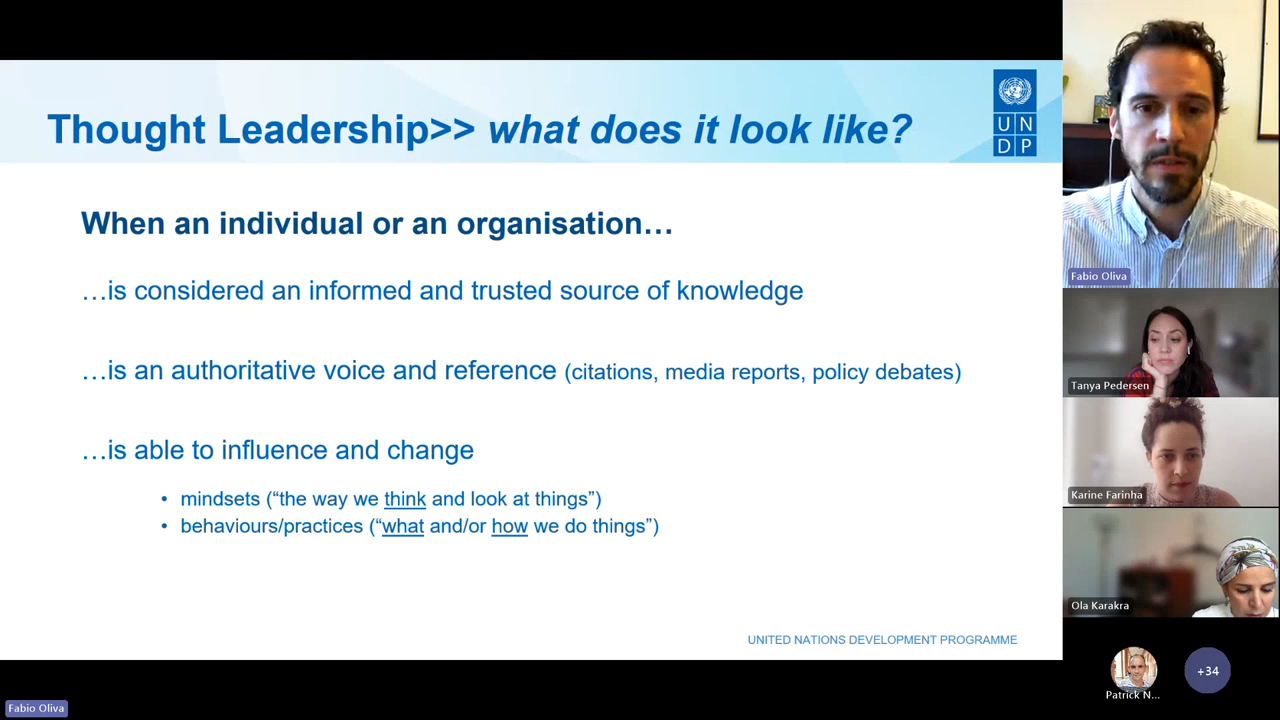 Thought Leadership>> what does it look like?
U N
D P
When an individual or an organisation…
…is considered an informed and trusted source of knowledge
…is an authoritative voice and reference (citations, media reports, policy debates)
…is able to influence and change
• mindsets (“the way we think and look at things”)
• behaviours/practices (“what and/or how we do things”)
UNITED NATIONS DEVELOPMENT PROGRAMME
Fabio Oliva
Tanya Pedersen
Karine Farinha
Ola Karakra
Patrick N...
+34
Fabio Oliva